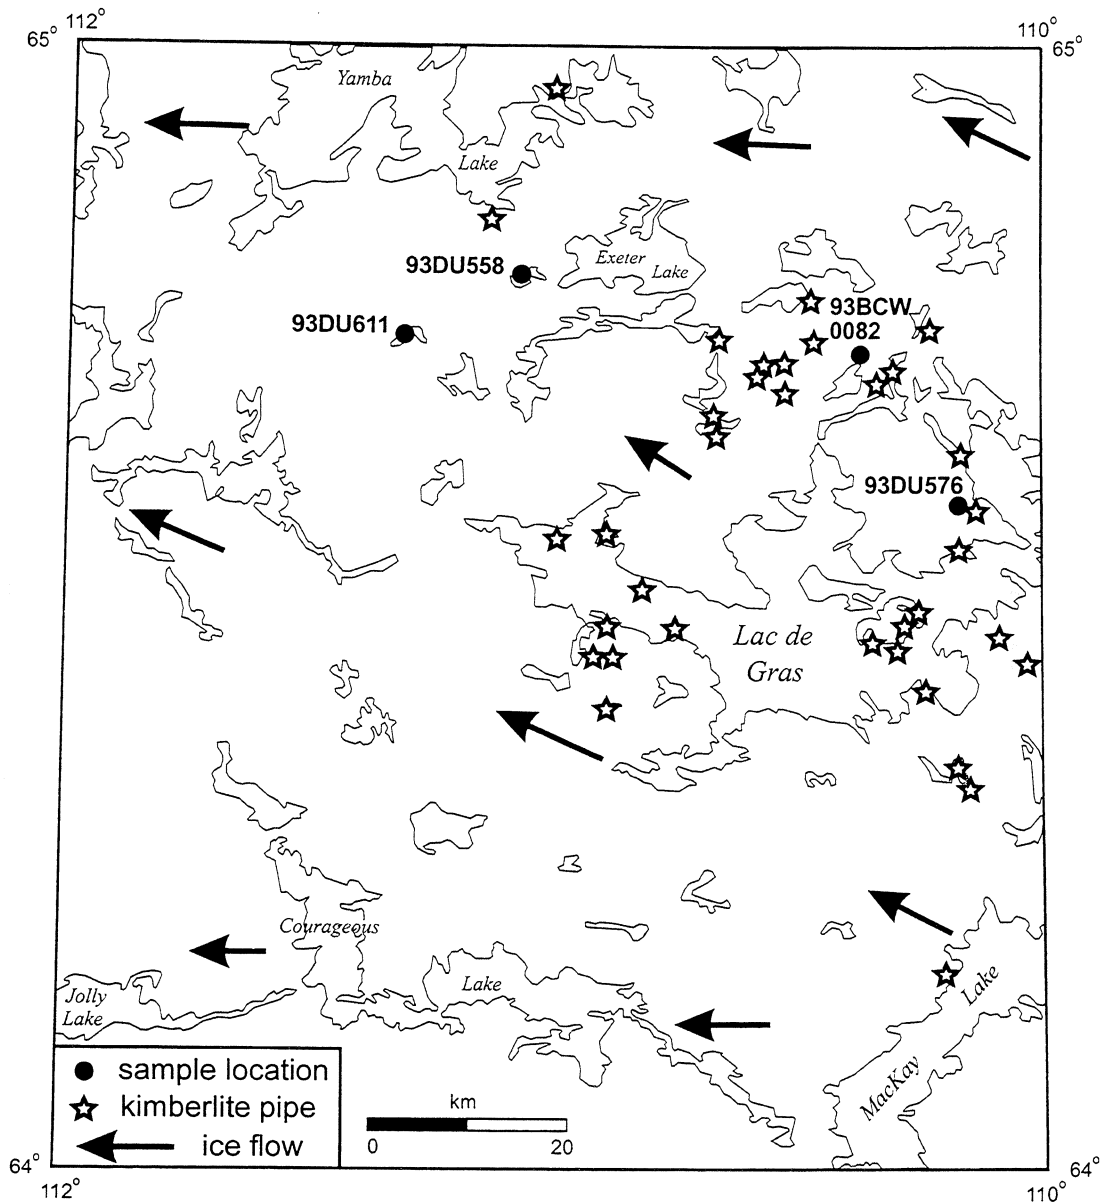 112°
110°
65°
65°
Yamba
Lake
Exeter
Lake
93DU558
93DU611
93BCW
0082
93DU576
Lac de
Gras
Courageous
Lake
Jolly
Lake
Lake
MacKay
sample location
kimberlite pipe
ice flow
km
0
20
64°
64°
112°
110°